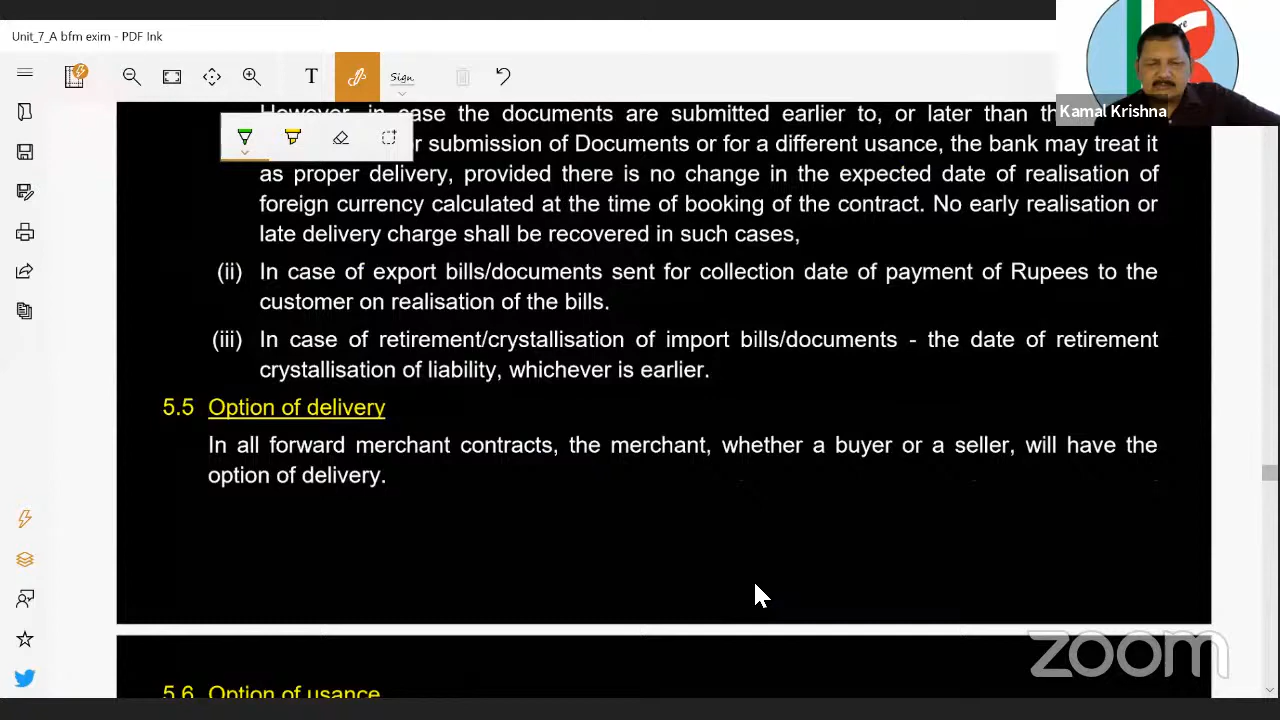 Unit_7_A bfm exim - PDF Ink
T
Sign
Kamal Krishna
However, in case the documents are submitted earlier to, or later than th
r submission of Documents or for a different usance, the bank may treat it
as proper delivery, provided there is no change in the expected date of realisation of
foreign currency calculated at the time of booking of the contract. No early realisation or
late delivery charge shall be recovered in such cases,
(ii) In case of export bills/documents sent for collection date of payment of Rupees to the
customer on realisation of the bills.
(iii) In case of retirement/crystallisation of import bills/documents - the date of retirement
crystallisation of liability, whichever is earlier.
5.5 Option of delivery
In all forward merchant contracts, the merchant, whether a buyer or a seller, will have the
option of delivery.
zoom
5.6 Option of usance